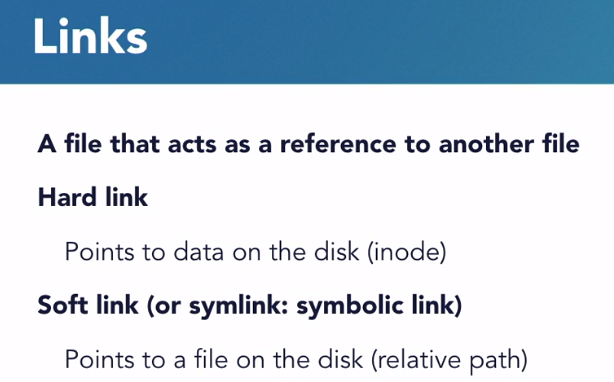 Links
A file that acts as a reference to another file
Hard link
Points to data on the disk (inode)
Soft link (or symlink: symbolic link)
Points to a file on the disk (relative path)